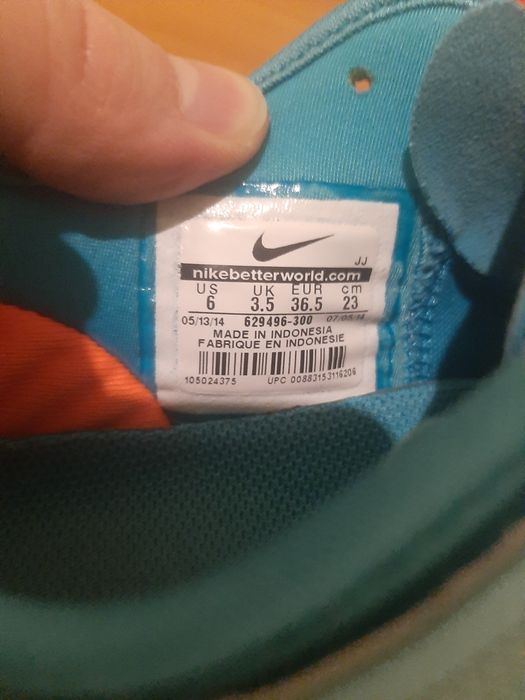 JJ
nikebetterworld.com
US UK EUR cm
6 3.5 36.5 23
05/13/14 629496-300 07/05/14
MADE IN INDONESIA
FABRIQUE EN INDONESIE
105024375 UPC 00883153116206